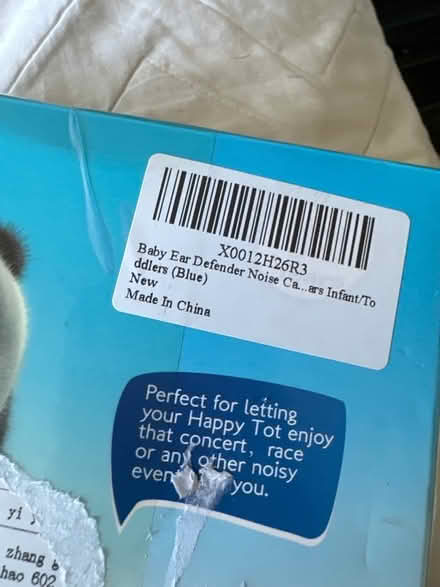 X0012H26R3
Baby Ear Defender Noise Ca...ars Infant/To
ddlers (Blue)
New
Made In China
Perfect for letting
your Happy Tot enjoy
that concert, race
or any other noisy
you.
yi
zhang
hao 602